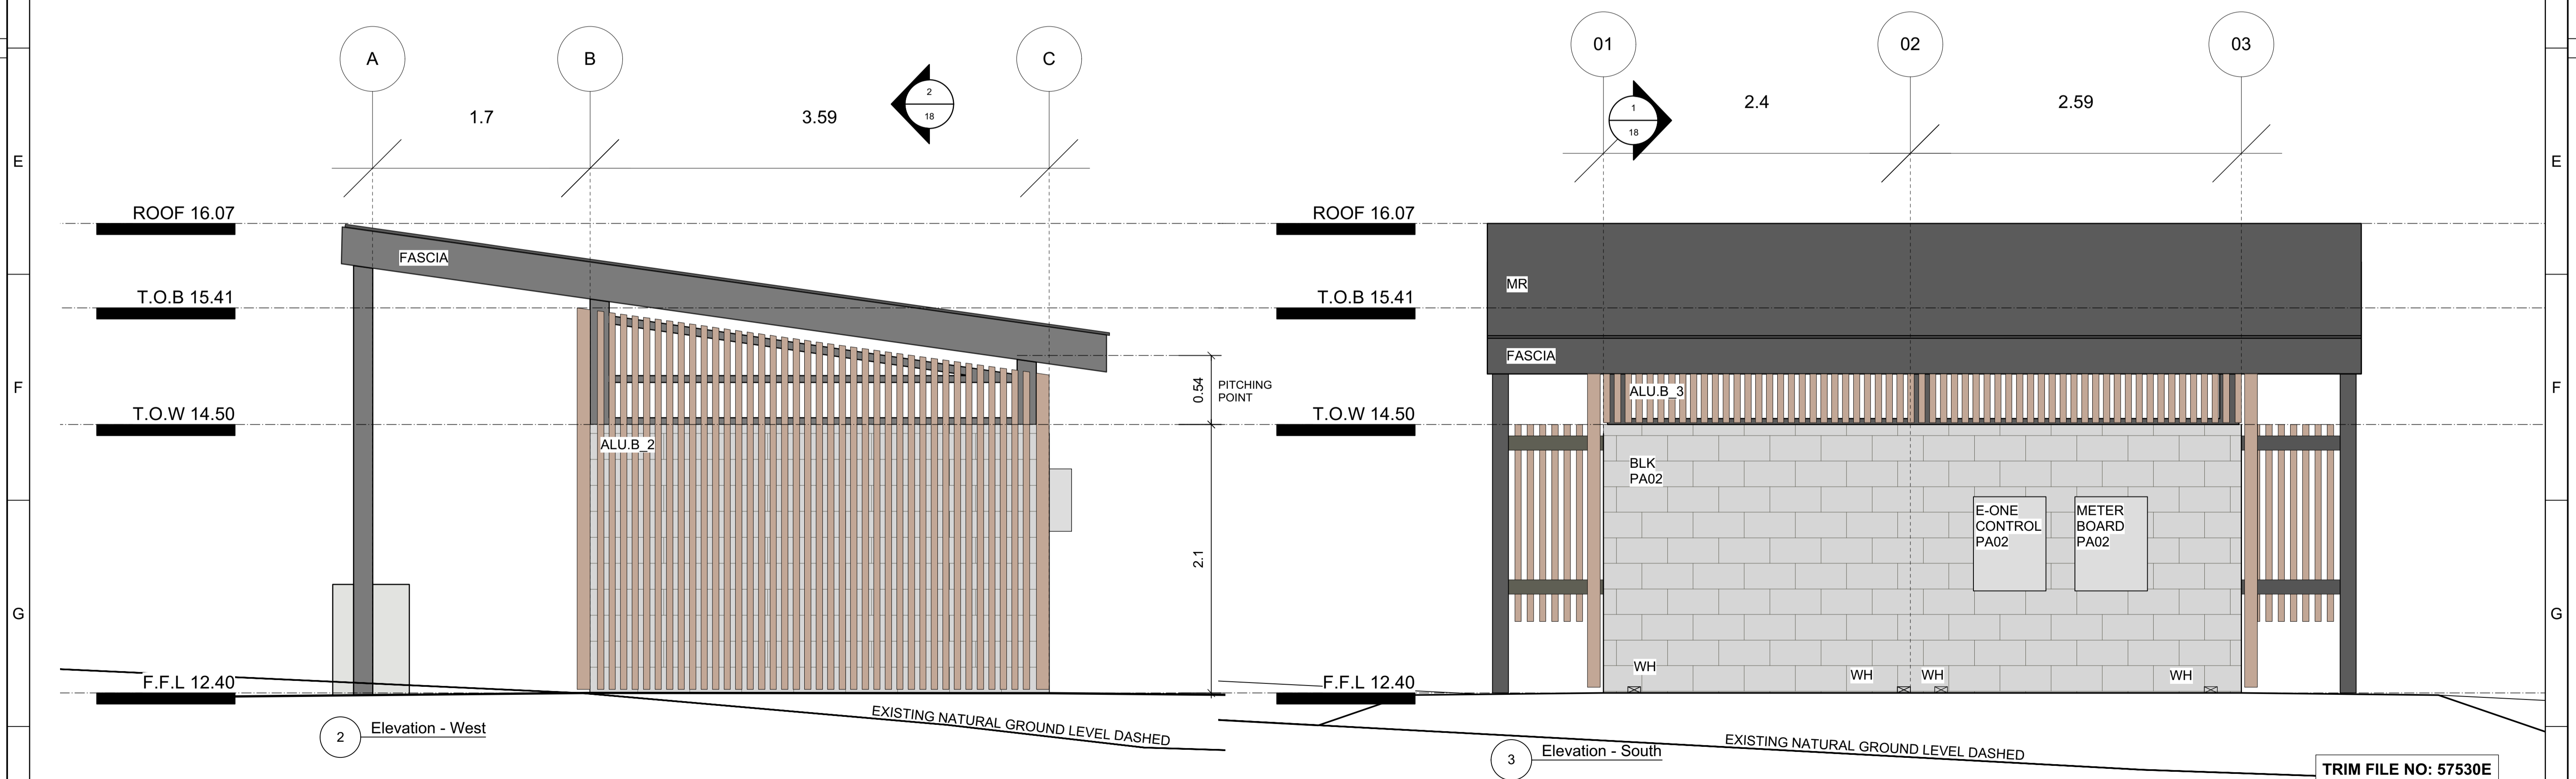 A
B
C
1.7
3.59
2
18
E
ROOF 16.07
FASCIA
T.O.B 15.41
F
0.54
PITCHING
POINT
T.O.W 14.50
ALU.B_2
2.1
G
F.F.L 12.40
EXISTING NATURAL GROUND LEVEL DASHED
2
Elevation - West
01
02
03
1
18
2.4
2.59
E
ROOF 16.07
MR
T.O.B 15.41
FASCIA
F
ALU.B_3
T.O.W 14.50
BLK
PA02
E-ONE
CONTROL
PA02
METER
BOARD
PA02
G
WH
WH
WH
WH
F.F.L 12.40
EXISTING NATURAL GROUND LEVEL DASHED
3
Elevation - South
TRIM FILE NO: 57530E